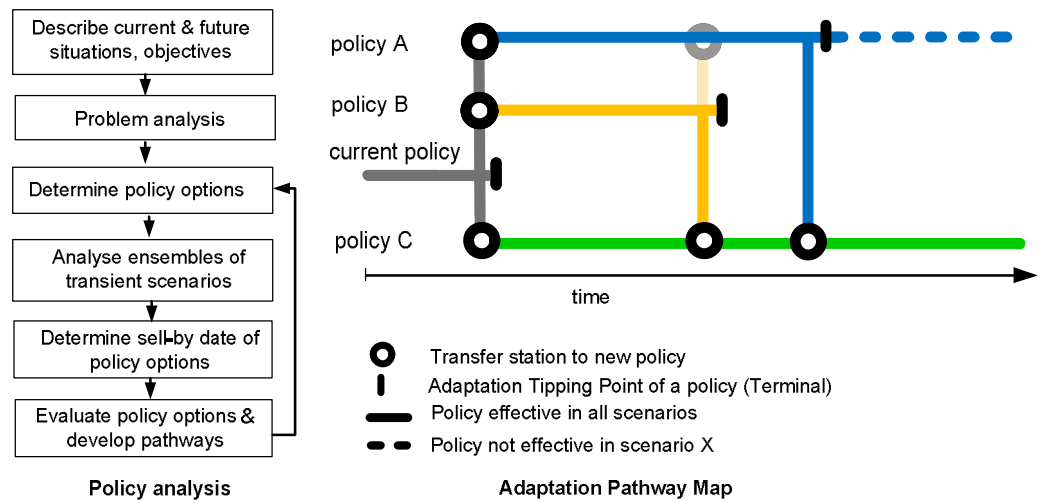 Describe current & future
situations, objectives
Problem analysis
Determine policy options
Analyse ensembles of
transient scenarios
Determine sell-by date of
policy options
Evaluate policy options &
develop pathways
Policy analysis
policy A
policy B
current policy
policy C
time
Transfer station to new policy
Adaptation Tipping Point of a policy (Terminal)
Policy effective in all scenarios
Policy not effective in scenario X
Adaptation Pathway Map